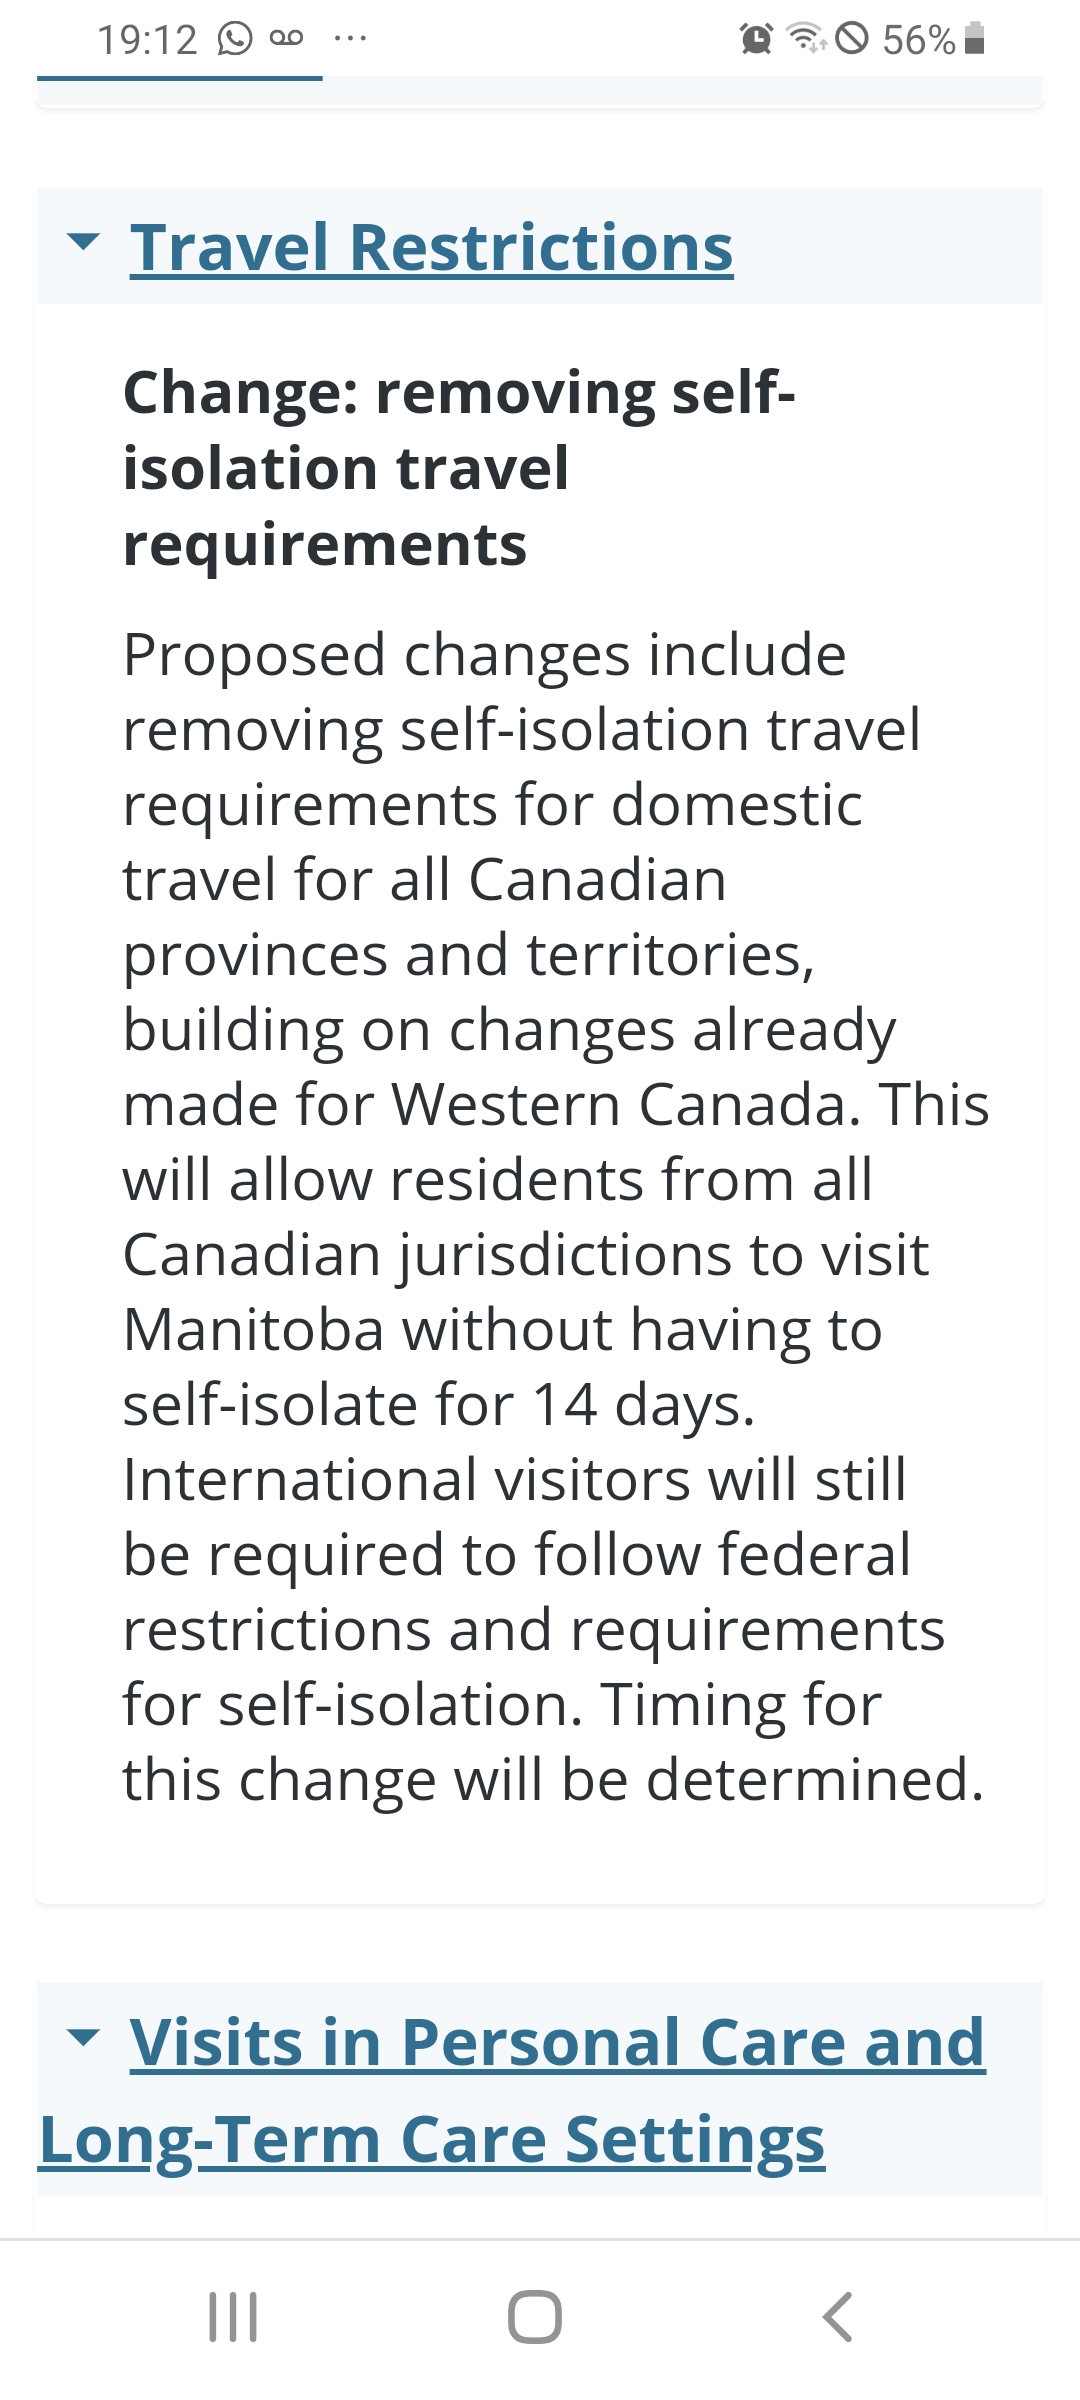 19:12 ... 56%
Travel Restrictions
Change: removing self-
isolation travel
requirements
Proposed changes include
removing self-isolation travel
requirements for domestic
travel for all Canadian
provinces and territories,
building on changes already
made for Western Canada. This
will allow residents from all
Canadian jurisdictions to visit
Manitoba without having to
self-isolate for 14 days.
International visitors will still
be required to follow federal
restrictions and requirements
for self-isolation. Timing for
this change will be determined.
Visits in Personal Care and
Long-Term Care Settings